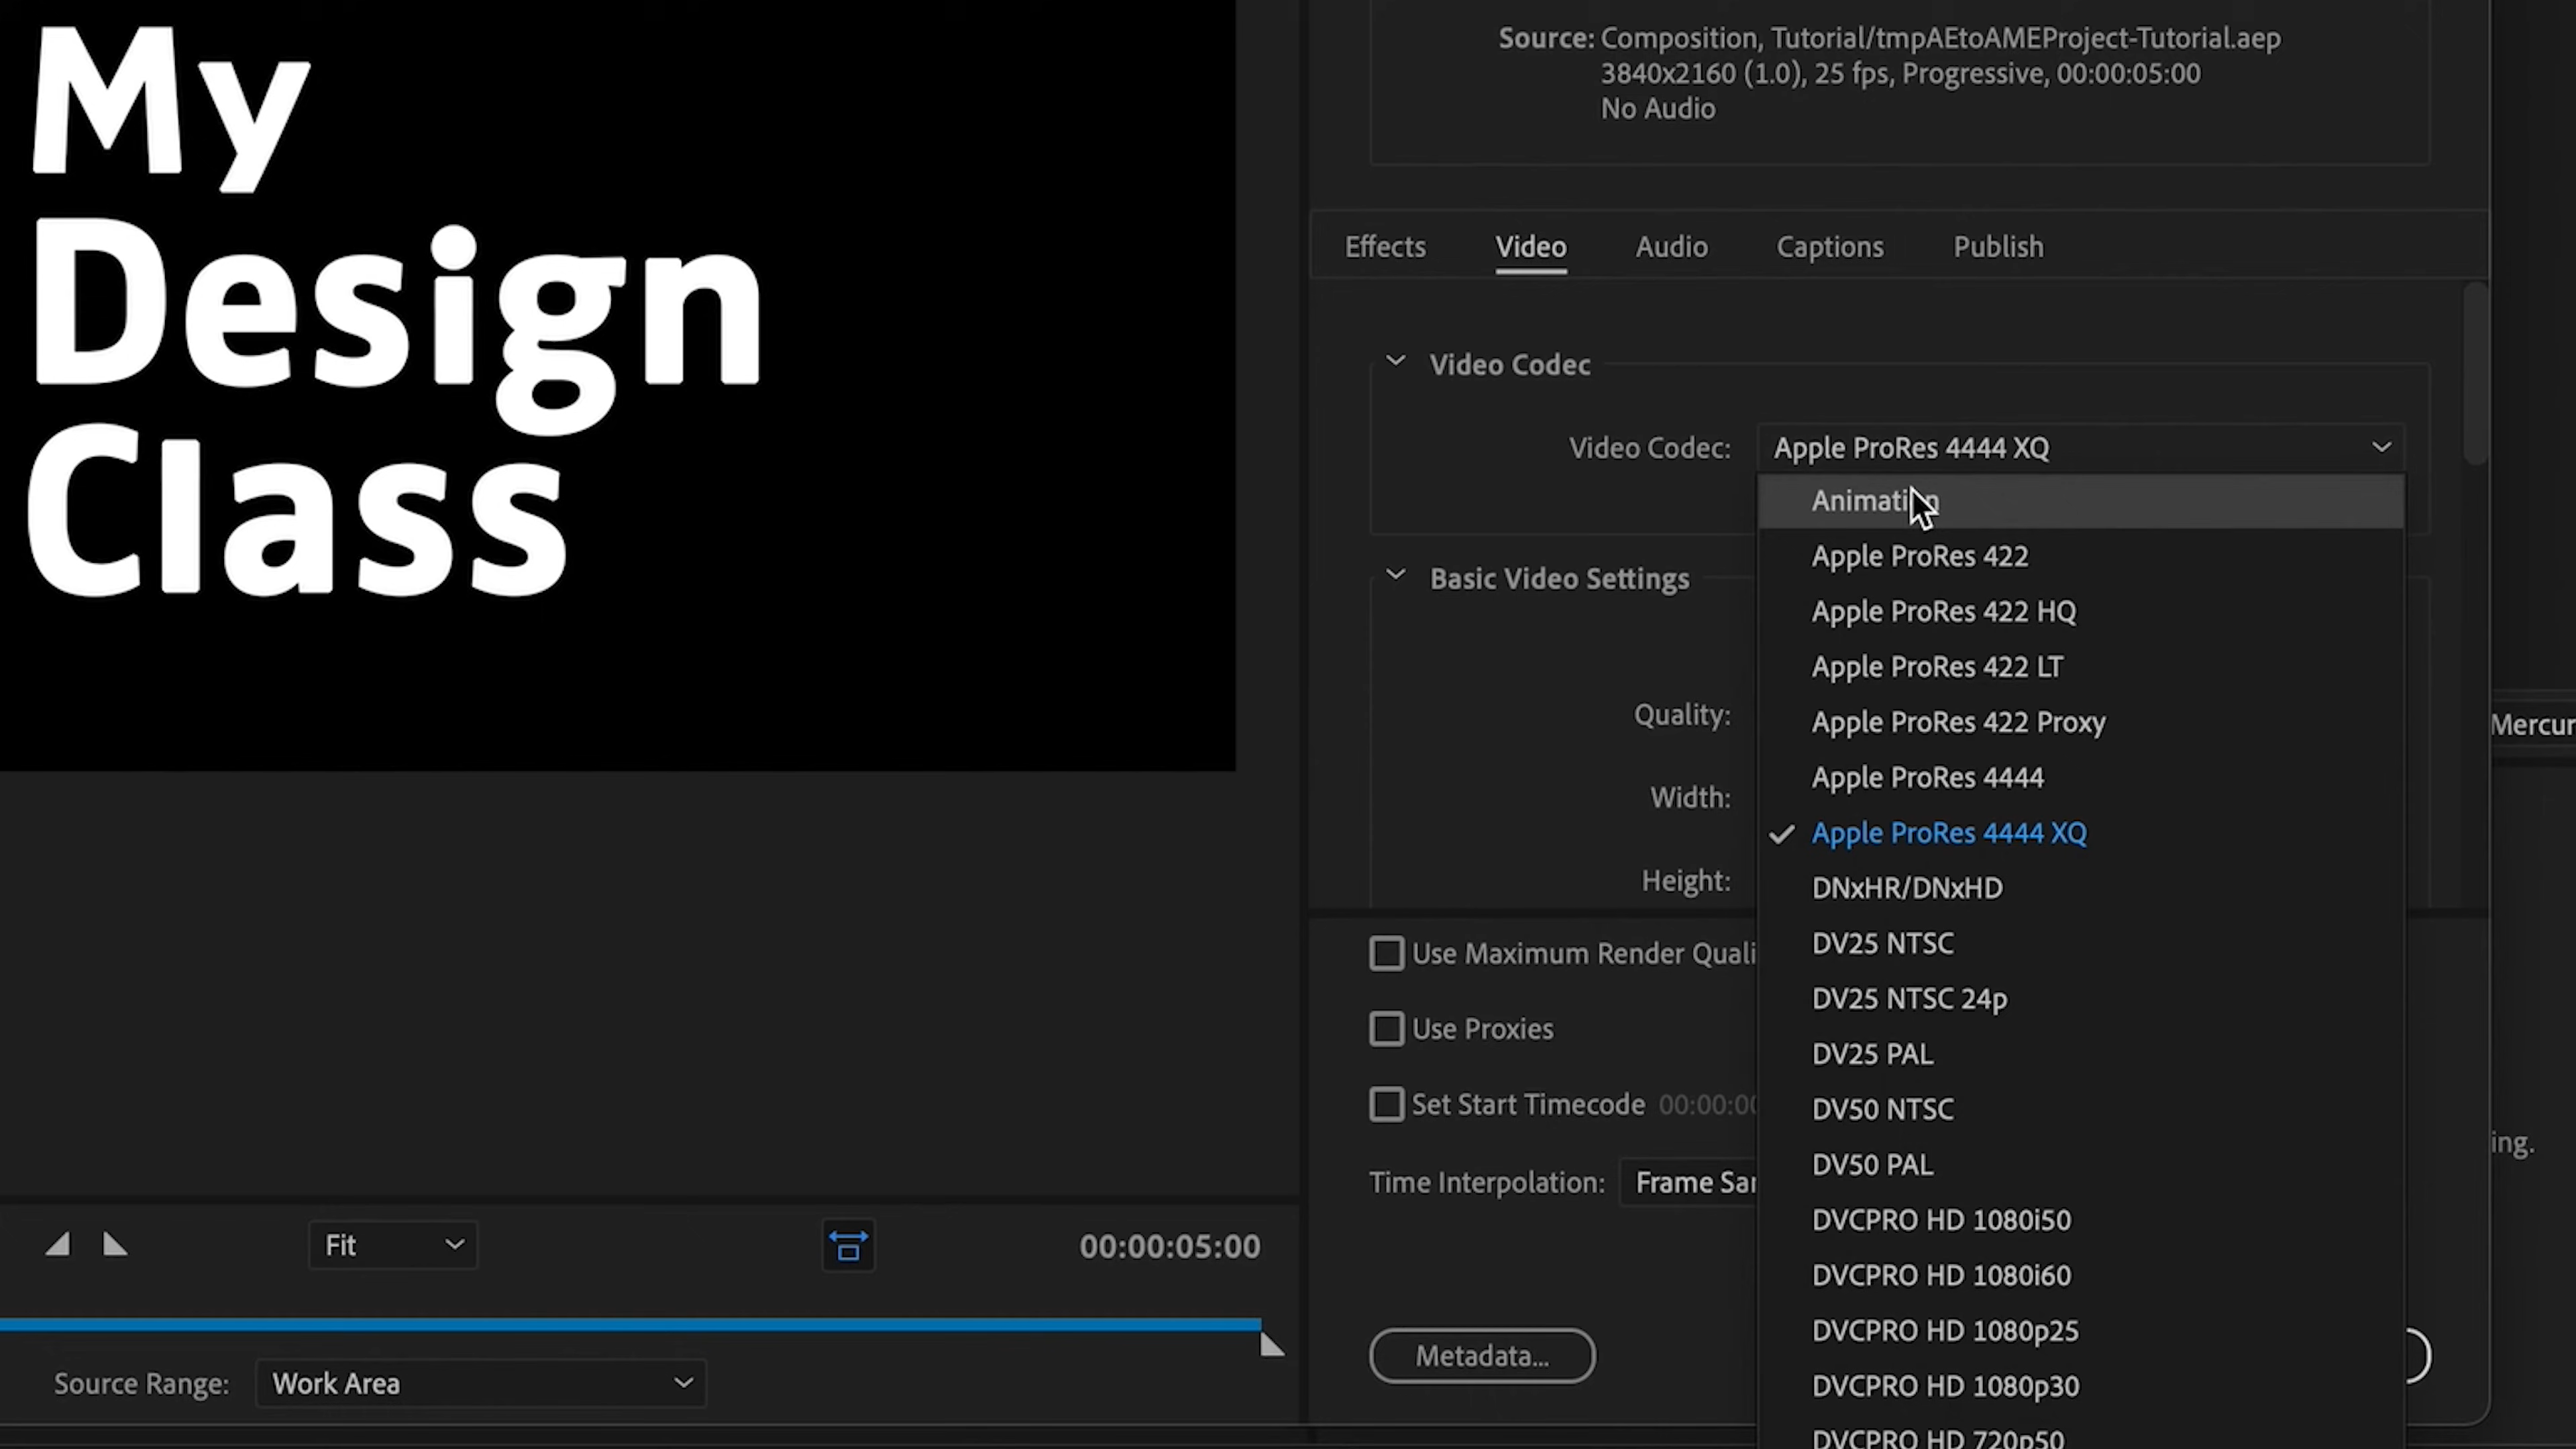 My
Design
Class
Source: Composition, Tutorial/tmpAEtoAMEProject-Tutorial.aep
3840x2160 (1.0), 25 fps, Progressive, 00:00:05:00
No Audio
Effects Video Audio Captions Publish
Video Codec
Video Codec: Apple ProRes 4444 XQ
Animation
Apple ProRes 422
Apple ProRes 422 HQ
Apple ProRes 422 LT
Apple ProRes 422 Proxy
Apple ProRes 4444
Apple ProRes 4444 XQ
DNxHR/DNxHD
DV25 NTSC
DV25 NTSC 24p
DV25 PAL
DV50 NTSC
DV50 PAL
DVCPRO HD 1080i50
DVCPRO HD 1080i60
DVCPRO HD 1080p25
DVCPRO HD 1080p30
DVCPRO HD 720p50
Basic Video Settings
Quality:
Width:
Height:
Use Maximum Render Quali
Use Proxies
Set Start Timecode 00:00:00
Time Interpolation: Frame Sam
Metadata...
Mercur
ing.
Fit
00:00:05:00
Source Range: Work Area